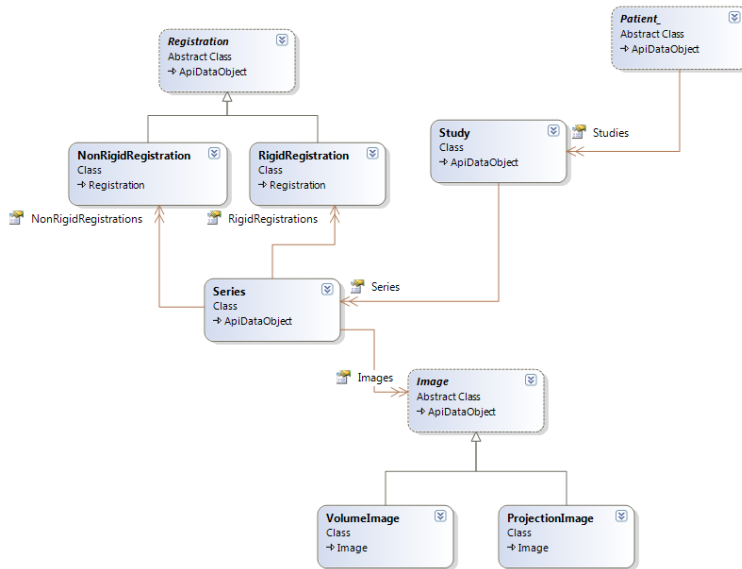 Registration
Abstract Class
ApiDataObject
Patient_
Abstract Class
ApiDataObject
Study
Class
ApiDataObject
Studies
NonRigidRegistration
Class
Registration
RigidRegistration
Class
Registration
NonRigidRegistrations
RigidRegistrations
Series
Class
ApiDataObject
Series
Images
Image
Abstract Class
ApiDataObject
VolumeImage
Class
Image
ProjectionImage
Class
Image